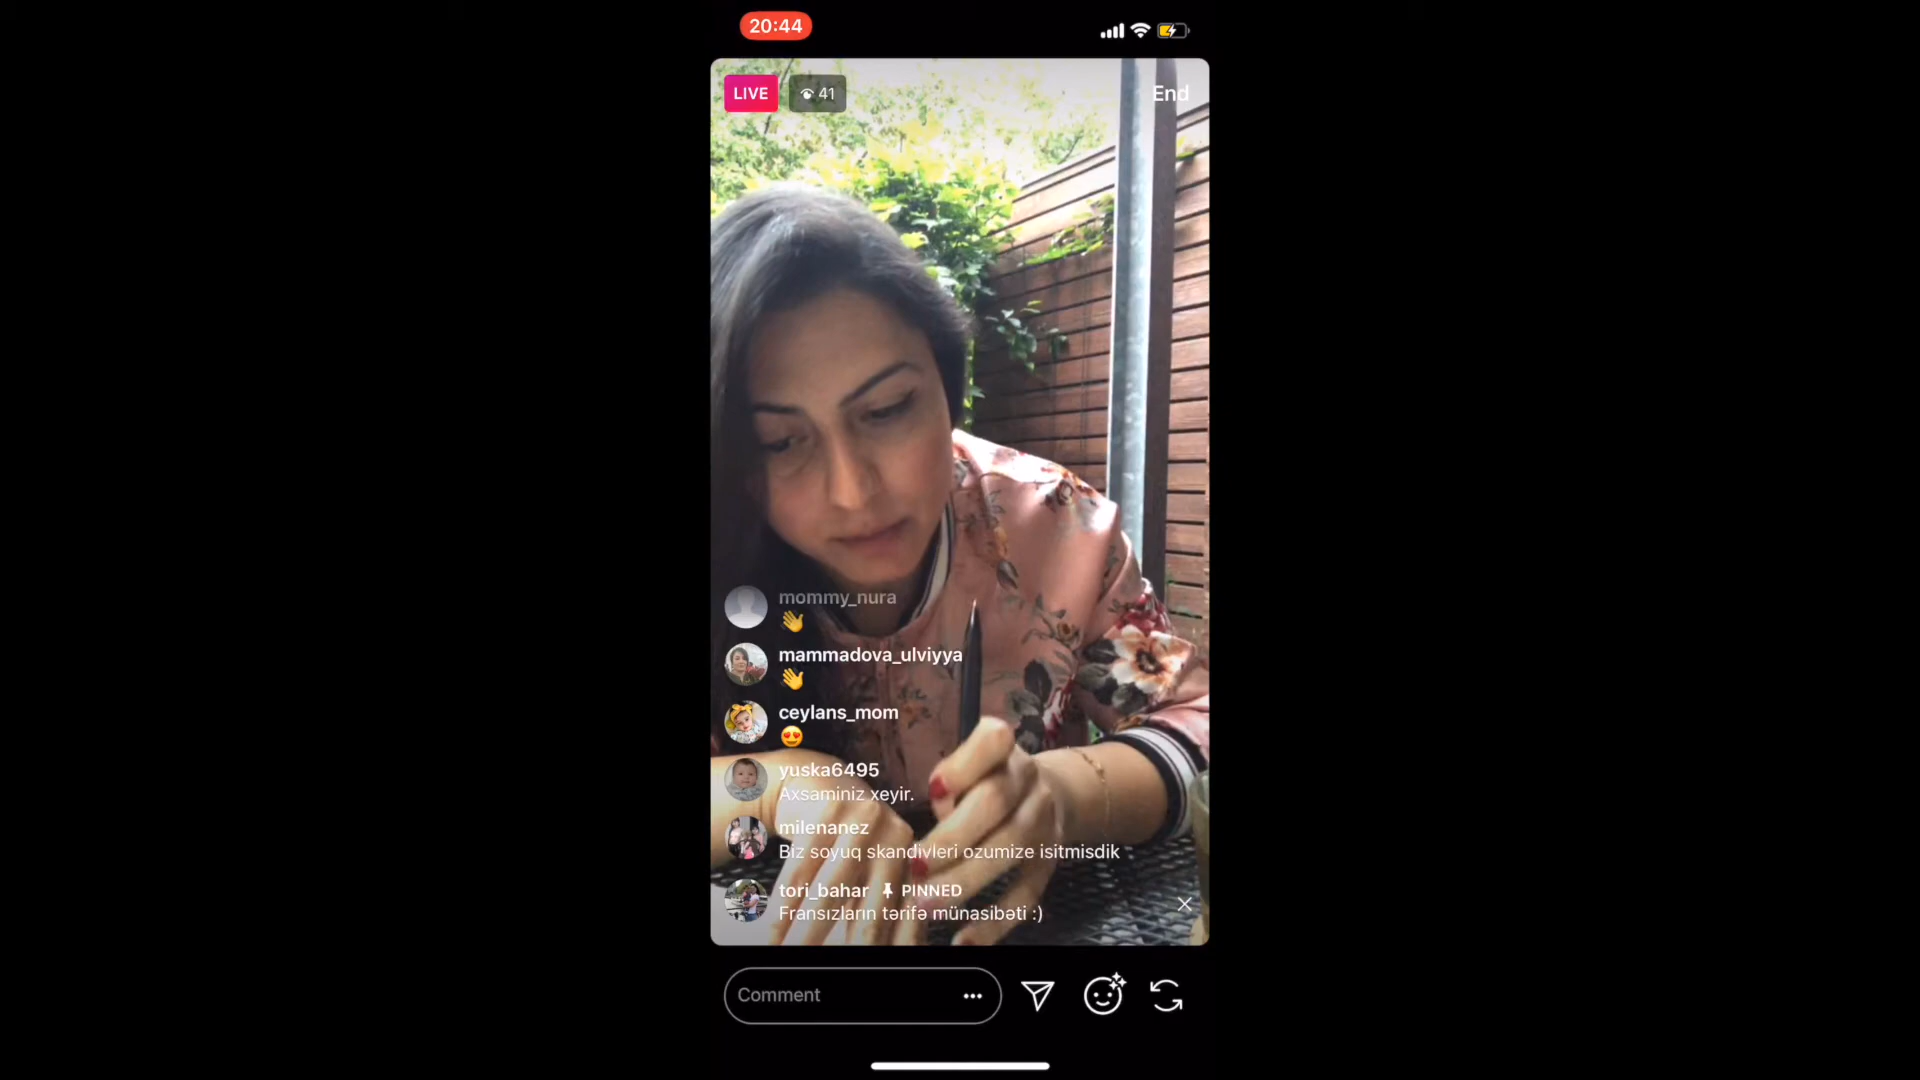 20:44
LIVE
41
End
mommy_nura
👋
mammadova_ulviyya
👋
ceylans_mom
😍
yuska6495
Axsaminiz xeyir.
milenanez
Biz soyuq skandivleri ozumize isitmisdik
tori_bahar PINNED
Fransızların tərifə münasibəti :)
Comment